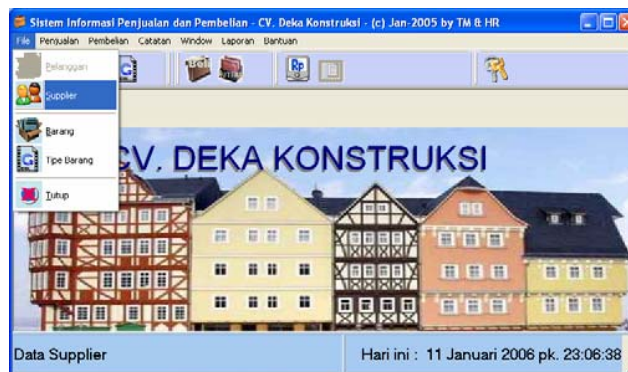 Sistem Informasi Penjualan dan Pembelian - CV. Deka Konstruksi - (c) Jan-2005 by TM & HR
File Penjualan Pembelian Catatan Window Laporan Bantuan
Pelanggan
Supplier
Barang
Tipe Barang
Tutup
G
Beli
Rp
G
CV. DEKA KONSTRUKSI
Data Supplier
Hari ini : 11 Januari 2006 pk. 23:06:38